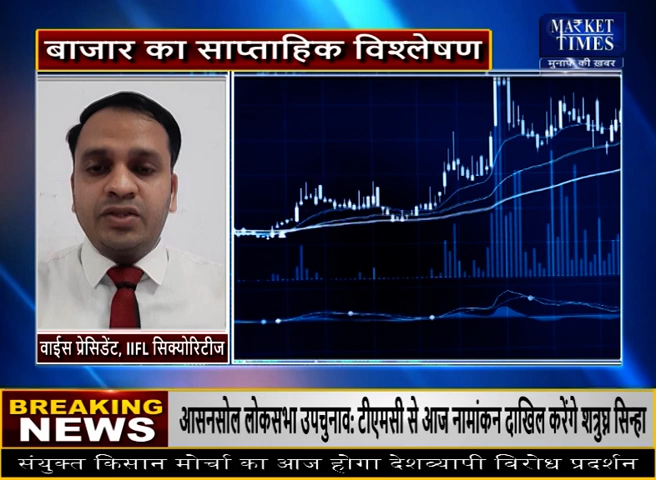 बाजार का साप्ताहिक विश्लेषण
MARKET
TIMES
मुनाफे की ख़बर
वाईस प्रेसिडेंट, IIFL सिक्योरिटीज
BREAKING
NEWS
आसनसोल लोकसभा उपचुनाव: टीएमसी से आज नामांकन दाखिल करेंगे शत्रुघ्न सिन्हा
संयुक्त किसान मोर्चा का आज होगा देशव्यापी विरोध प्रदर्शन